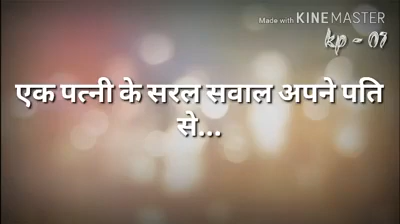 Made with KINEMASTER
kp - 07
एक पत्नी के सरल सवाल अपने पति
से...